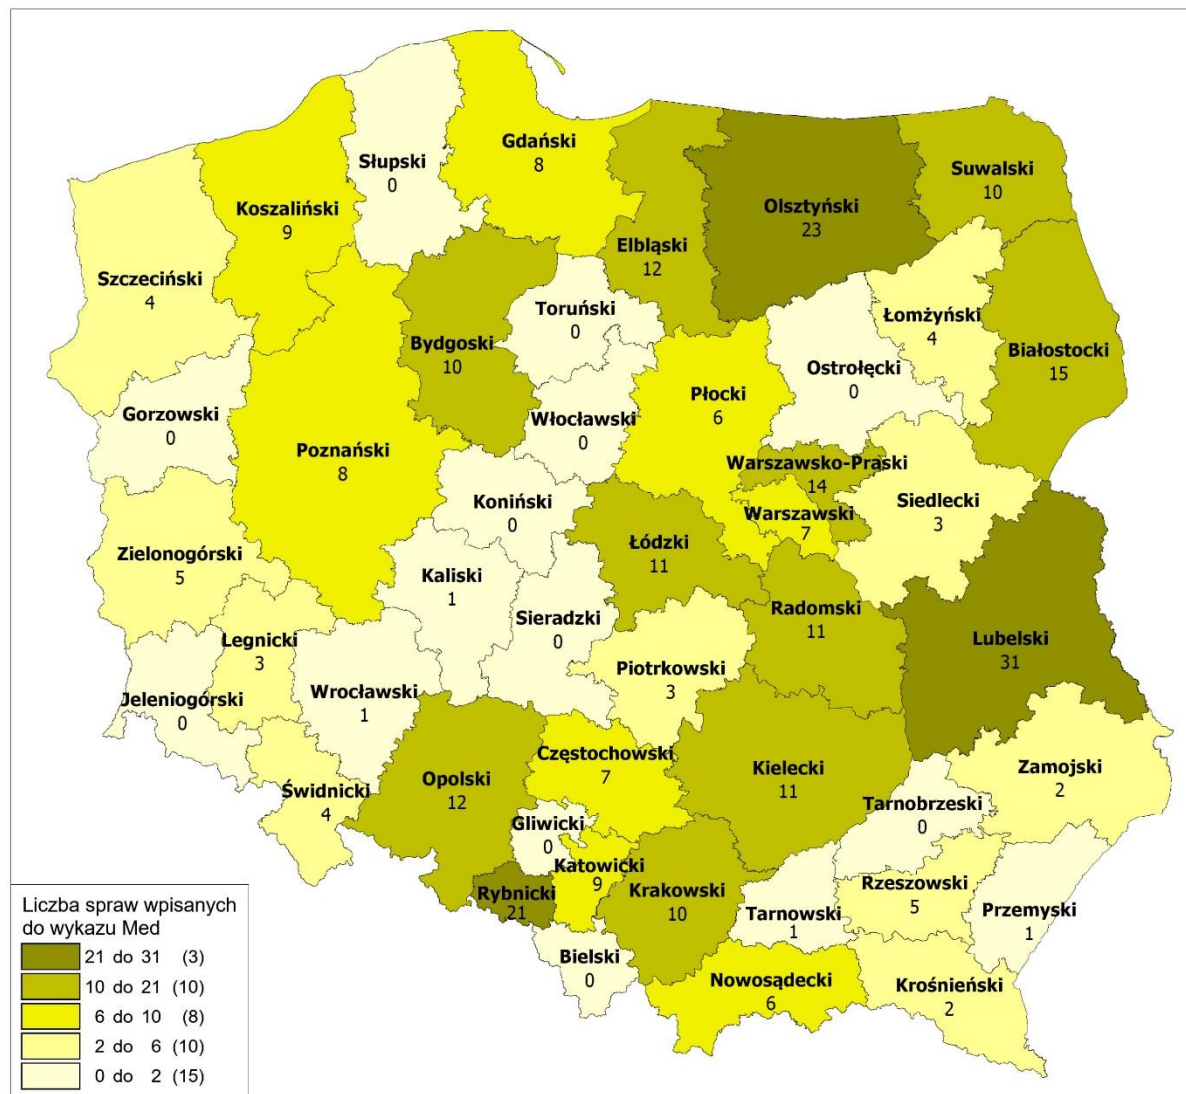 Słupski
0
Gdański
8
Koszaliński
9
Szczeciński
4
Elbląski
12
Olsztyński
23
Suwalski
10
Toruński
0
Bydgoski
10
Łomżyński
4
Białostocki
15
Ostrołęcki
0
Gorzowski
0
Włocławski
0
Płocki
6
Poznański
8
Warszawsko-Praski
14
Warszawski
7
Siedlecki
3
Koniński
0
Zielonogórski
5
Łódzki
11
Kaliski
1
Sieradzki
0
Radomski
11
Lubelski
31
Legnicki
3
Piotrkowski
3
Jeleniogórski
0
Wrocławski
1
Świdnicki
4
Opolski
12
Częstochowski
7
Kielecki
11
Zamojski
2
Tarnobrzeski
0
Gliwicki
0
Katowicki
9
Rybnicki
21
Krakowski
10
Tarnowski
1
Rzeszowski
5
Przemyski
1
Bielski
0
Nowosądecki
6
Krośnieński
2
Liczba spraw wpisanych
do wykazu Med
21 do 31 (3)
10 do 21 (10)
6 do 10 (8)
2 do 6 (10)
0 do 2 (15)